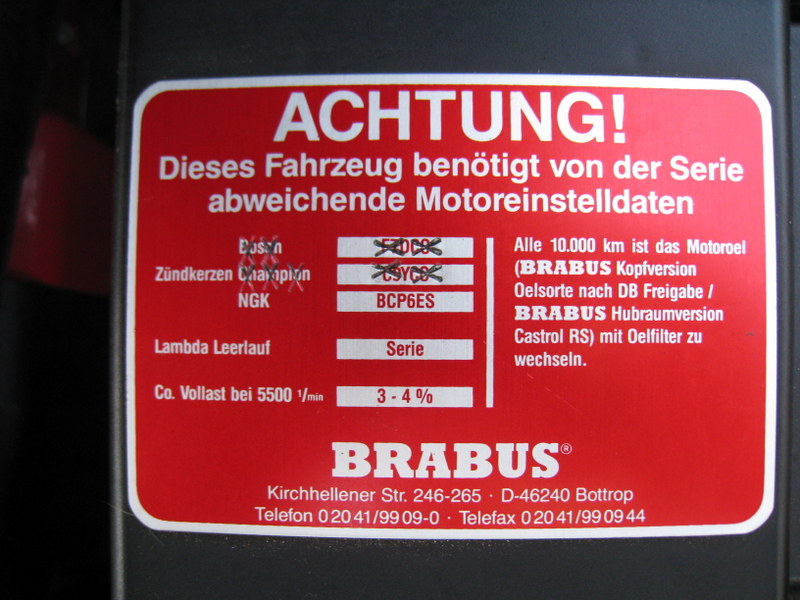 ACHTUNG!
Dieses Fahrzeug benötigt von der Serie
abweichende Motoreinstelldaten
Bosch
Zündkerzen Champion
NGK BCP6ES
Lambda Leerlauf Serie
Co. Vollast bei 5500 1/min 3 - 4 %
Alle 10.000 km ist das Motoroel
(BRABUS Kopfversion
Oelsorte nach DB Freigabe /
BRABUS Hubraumversion
Castrol RS) mit Oelfilter zu
wechseln.
BRABUS®
Kirchhellener Str. 246-265 · D-46240 Bottrop
Telefon 0 20 41/99 09-0 · Telefax 0 20 41/99 09 44